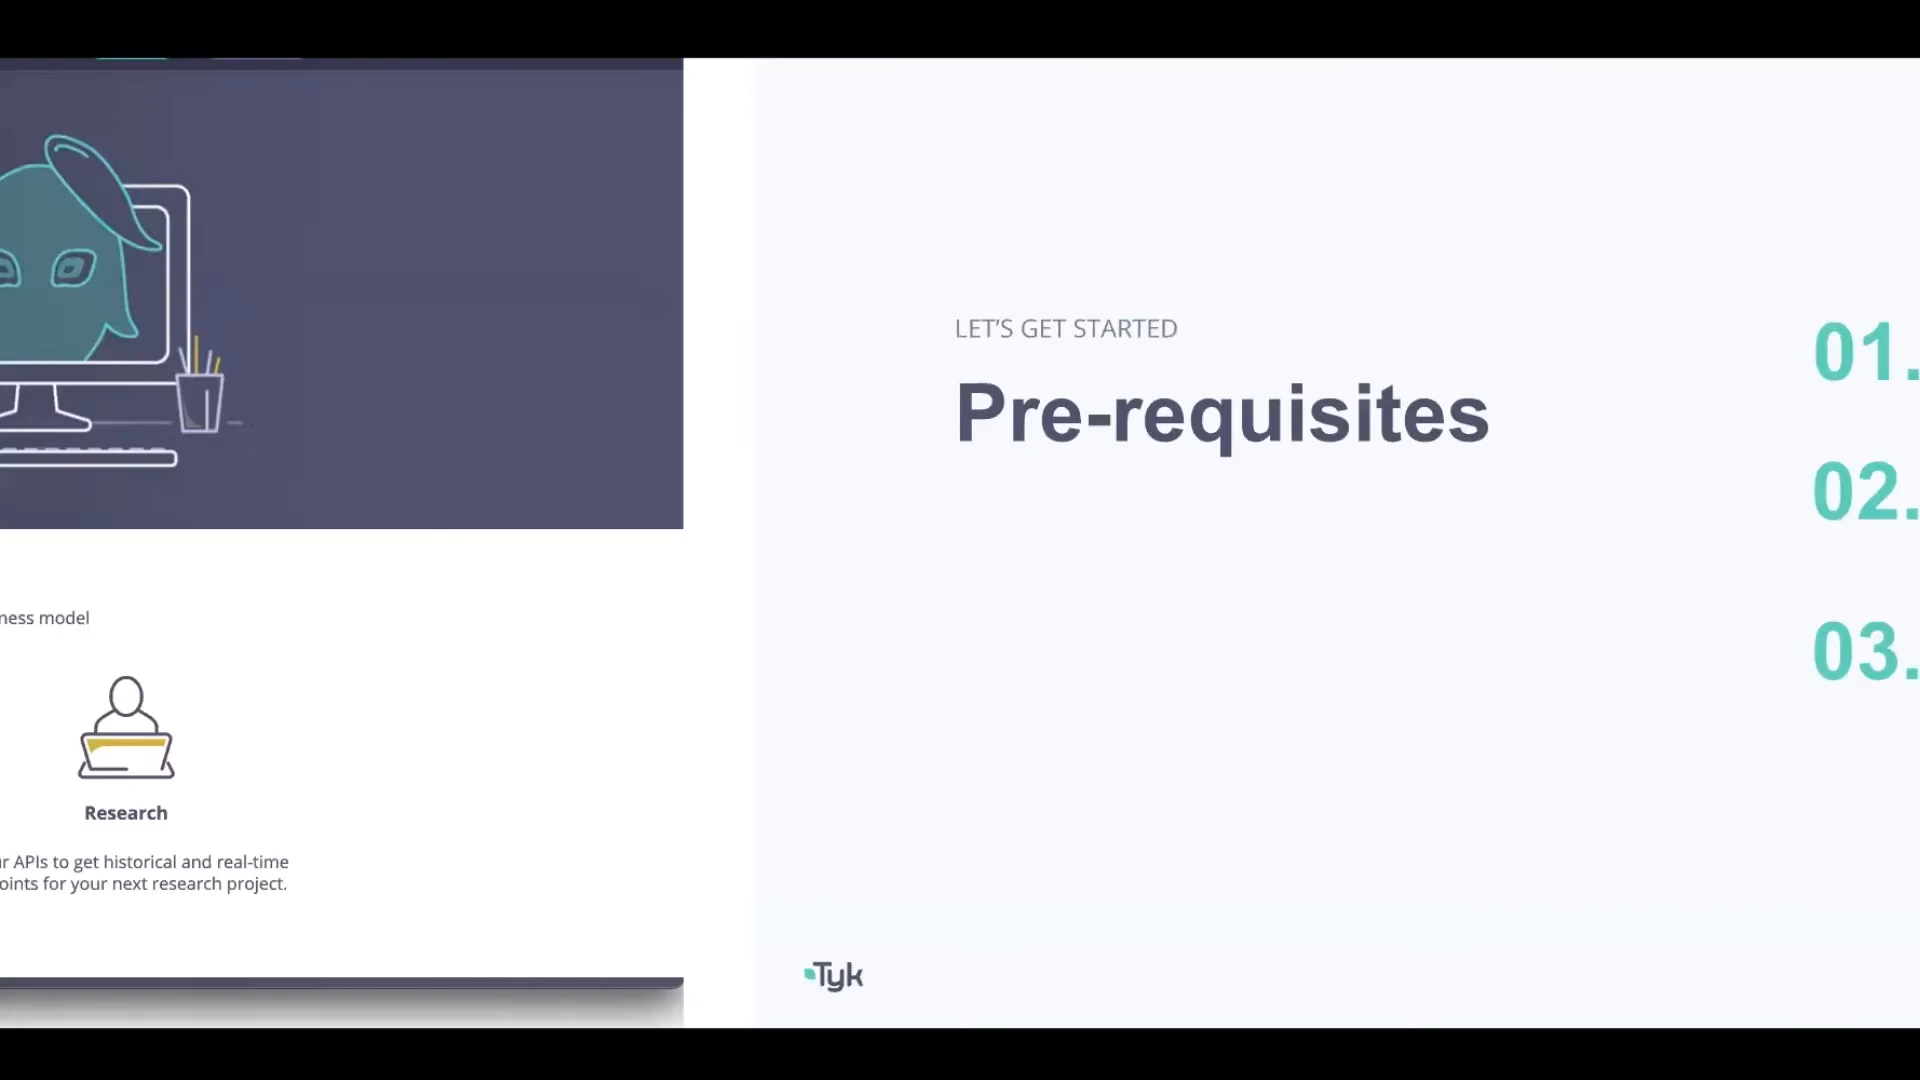 ness model
Research
r APIs to get historical and real-time
oints for your next research project.
LET'S GET STARTED
Pre-requisites
01.
02.
03.
Tyk